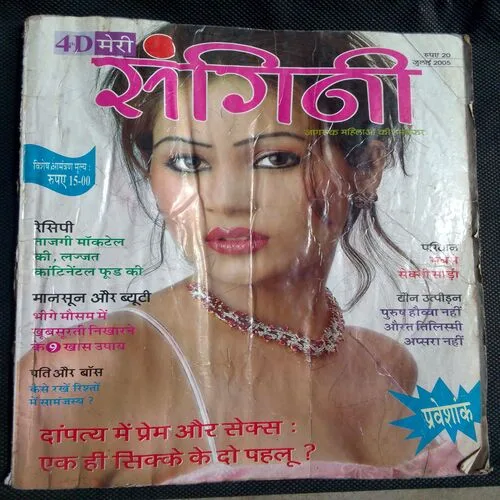 4D मेरी
संगिनी
रुपए 20
जुलाई 2005
जागरूक महिलाओं की
विशेष आमंत्रण मूल्य :
रुपए 15-00
रेसिपी
ताजगी मॉकटेल
की, लज्जत
कांटिनेंटल फूड की
मानसून और ब्यूटी
भीगे मौसम में
खूबसूरती निखारने
के 9 खास उपाय
पति और बॉस
कैसे रखें रिश्तों
में सामंजस्य ?
परिधान
सेक्सी साड़ी
यौन उत्पीड़न
पुरुष हौव्वा नहीं
औरत तिलिस्मी
अप्सरा नहीं
प्रवेशांक
दांपत्य में प्रेम और सेक्स :
एक ही सिक्के के दो पहलू ?